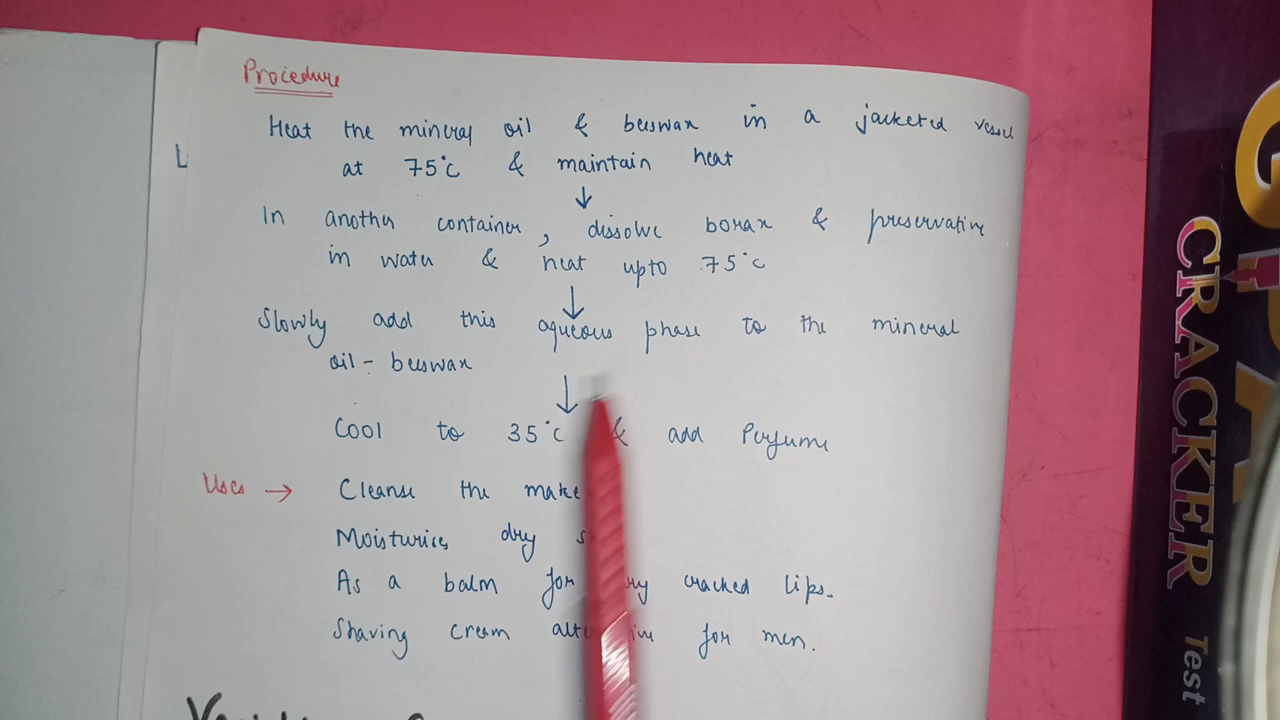 Procedure
Heat the mineral oil & beeswax in a jacketed vessel
at 75°C & maintain heat
↓
In another container, dissolve borax & preservative
in water & heat upto 75°C
↓
Slowly add this aqueous phase to the mineral
oil - beeswax
↓
Cool to 35°C & add Perfume
Uses → Cleanse the make
Moisturises dry
As a balm for cracked lips.
Shaving cream for men.
CRACKER
Test